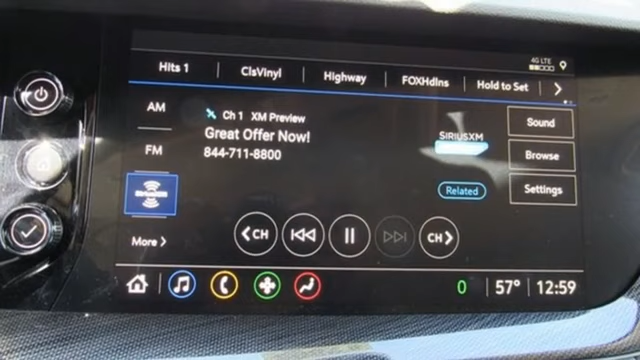 4G LTE
Hits 1 ClsVinyl Highway FOXHdlns Hold to Set
AM
Ch 1 XM Preview
Sound
Great Offer Now!
SIRIUSXM
FM
844-711-8800
Browse
SIRIUSXM
Related
Settings
More
CH CH
0 57° 12:59